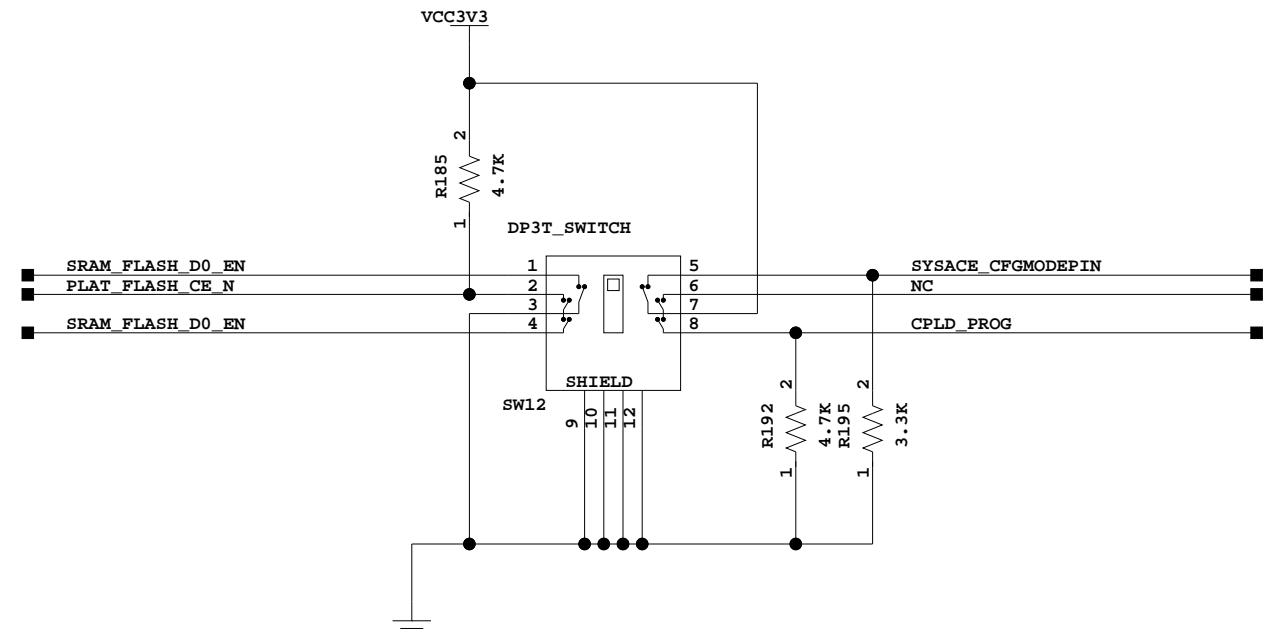 VCC3V3
2
R185
4.7K
1
DP3T_SWITCH
SRAM_FLASH_D0_EN
1
5
SYSACE_CFGMODEPIN
PLAT_FLASH_CE_N
2
6
NC
3
7
SRAM_FLASH_D0_EN
4
8
CPLD_PROG
SHIELD
SW12
9
10
11
12
2
R192
4.7K
1
2
R195
3.3K
1